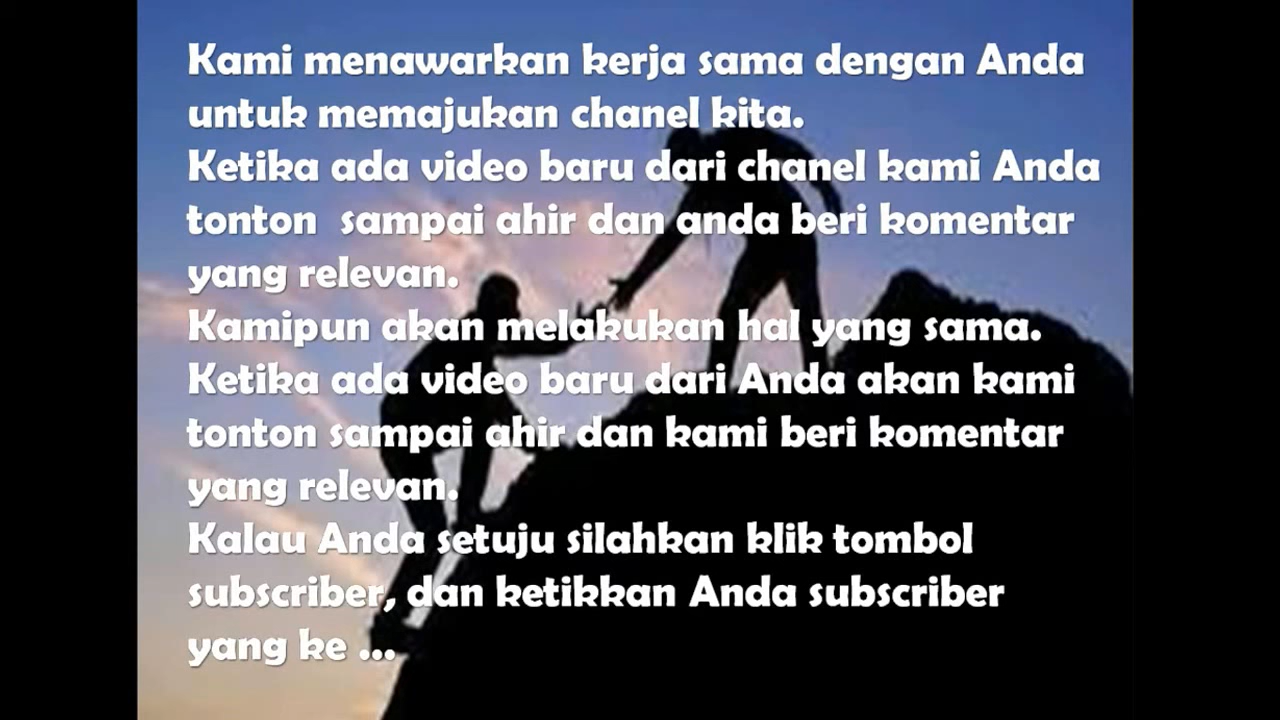 Kami menawarkan kerja sama dengan Anda
untuk memajukan chanel kita.
Ketika ada video baru dari chanel kami Anda
tonton sampai ahir dan anda beri komentar
yang relevan.
Kamipun akan melakukan hal yang sama.
Ketika ada video baru dari Anda akan kami
tonton sampai ahir dan kami beri komentar
yang relevan.
Kalau Anda setuju silahkan klik tombol
subscriber, dan ketikkan Anda subscriber
yang ke ...